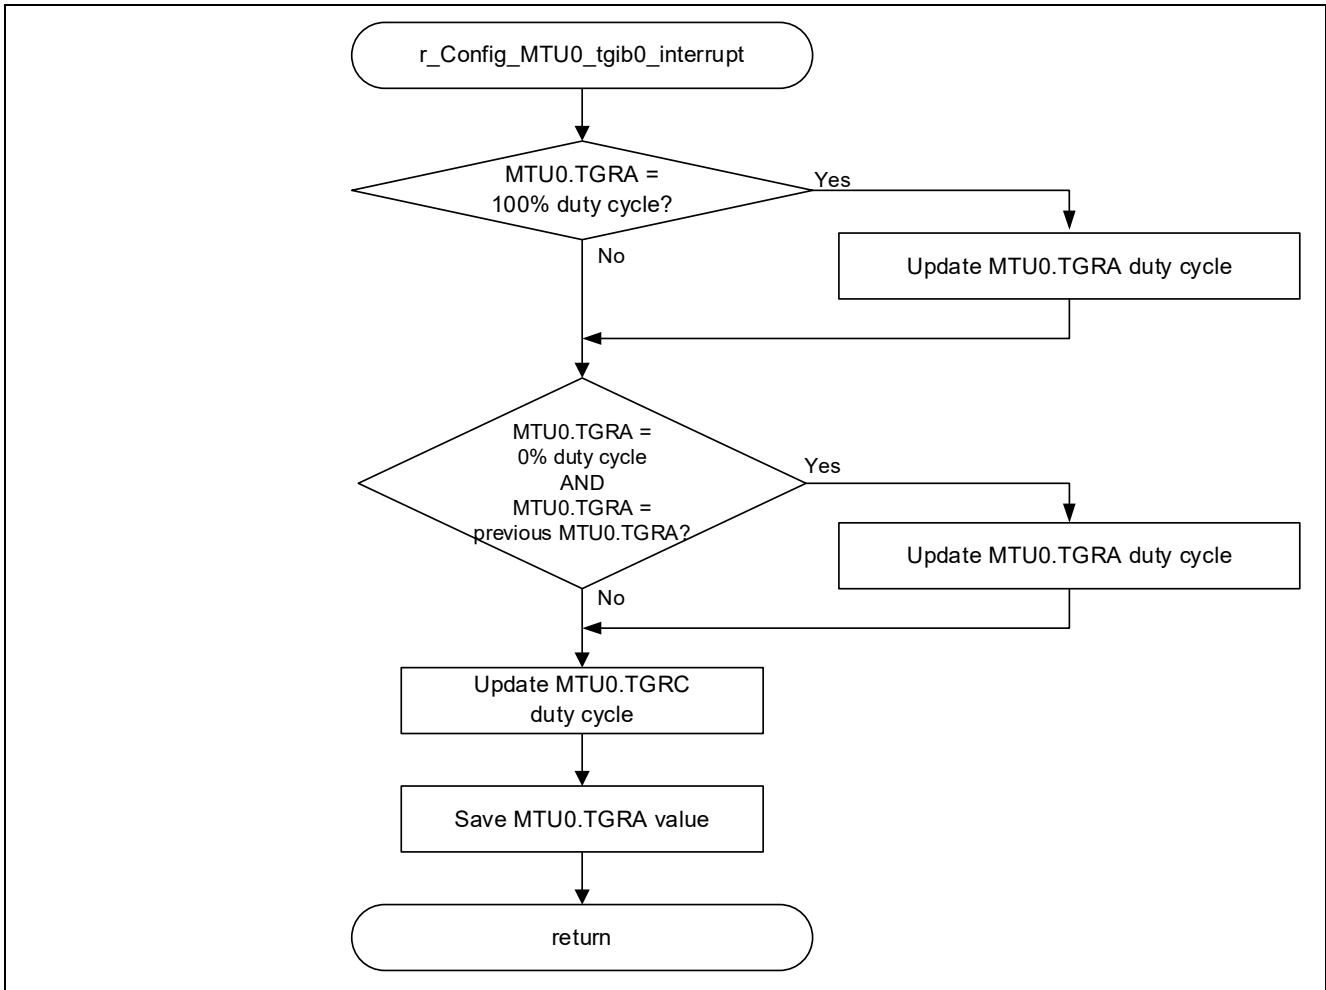 r_Config_MTU0_tgib0_interrupt
MTU0.TGRA =
100% duty cycle?
Yes
No
Update MTU0.TGRA duty cycle
MTU0.TGRA =
0% duty cycle
AND
MTU0.TGRA =
previous MTU0.TGRA?
Yes
Update MTU0.TGRA duty cycle
No
Update MTU0.TGRC
duty cycle
Save MTU0.TGRA value
return